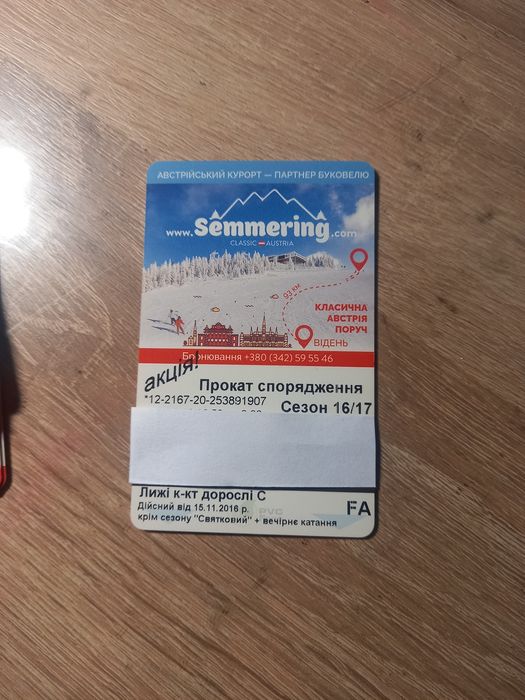 АВСТРІЙСЬКИЙ КУРОРТ — ПАРТНЕР БУКОВЕЛЮ
www.Semmering.com
CLASSIC AUSTRIA
93 км
КЛАСИЧНА
АВСТРІЯ
ПОРУЧ
ВІДЕНЬ
Бронювання +380 (342) 59 55 46
акція!
Прокат спорядження
*12-2167-20-253891907
Сезон 16/17
Лижі к-кт дорослі С
Дійсний від 15.11.2016 р.
крім сезону "Святковий" + вечірнє катання
FA